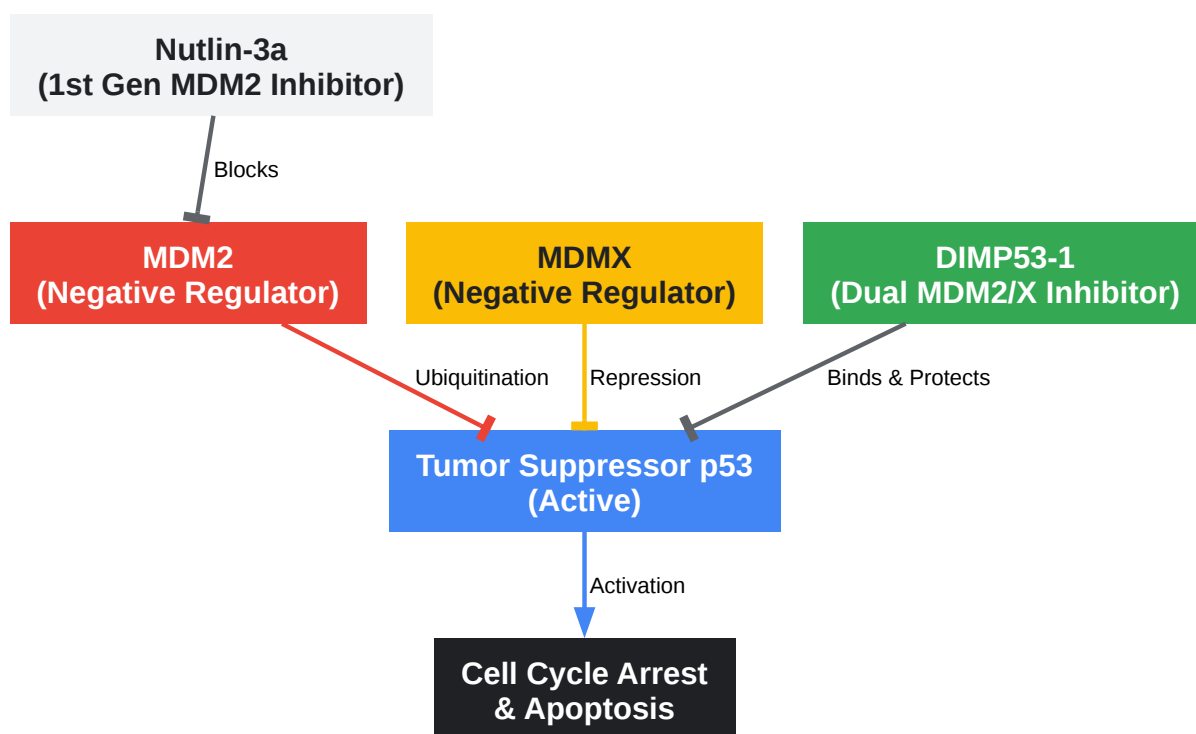 Nutlin-3a
(1st Gen MDM2 Inhibitor)
Blocks
MDM2
(Negative Regulator)
MDMX
(Negative Regulator)
DIMP53-1
(Dual MDM2/X Inhibitor)
Ubiquitination
Repression
Binds & Protects
Tumor Suppressor p53
(Active)
Activation
Cell Cycle Arrest
& Apoptosis